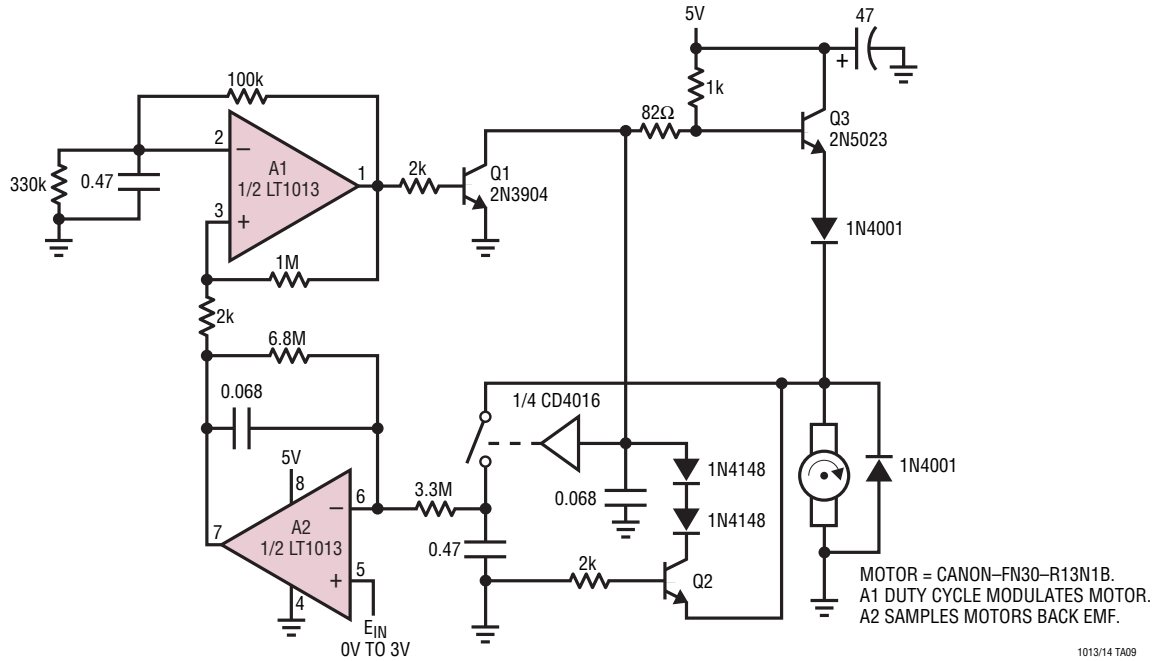 5V
47
+
100k
1k
82Ω
Q3
2N5023
2
–
A1
1/2 LT1013
1
2k
Q1
2N3904
330k
0.47
3
+
1N4001
1M
2k
6.8M
0.068
1/4 CD4016
5V
8
1N4148
1N4001
3.3M
0.068
6
–
A2
1/2 LT1013
7
1N4148
0.47
+
5
2k
Q2
4
EIN
0V TO 3V
MOTOR = CANON–FN30–R13N1B.
A1 DUTY CYCLE MODULATES MOTOR.
A2 SAMPLES MOTORS BACK EMF.
1013/14 TA09